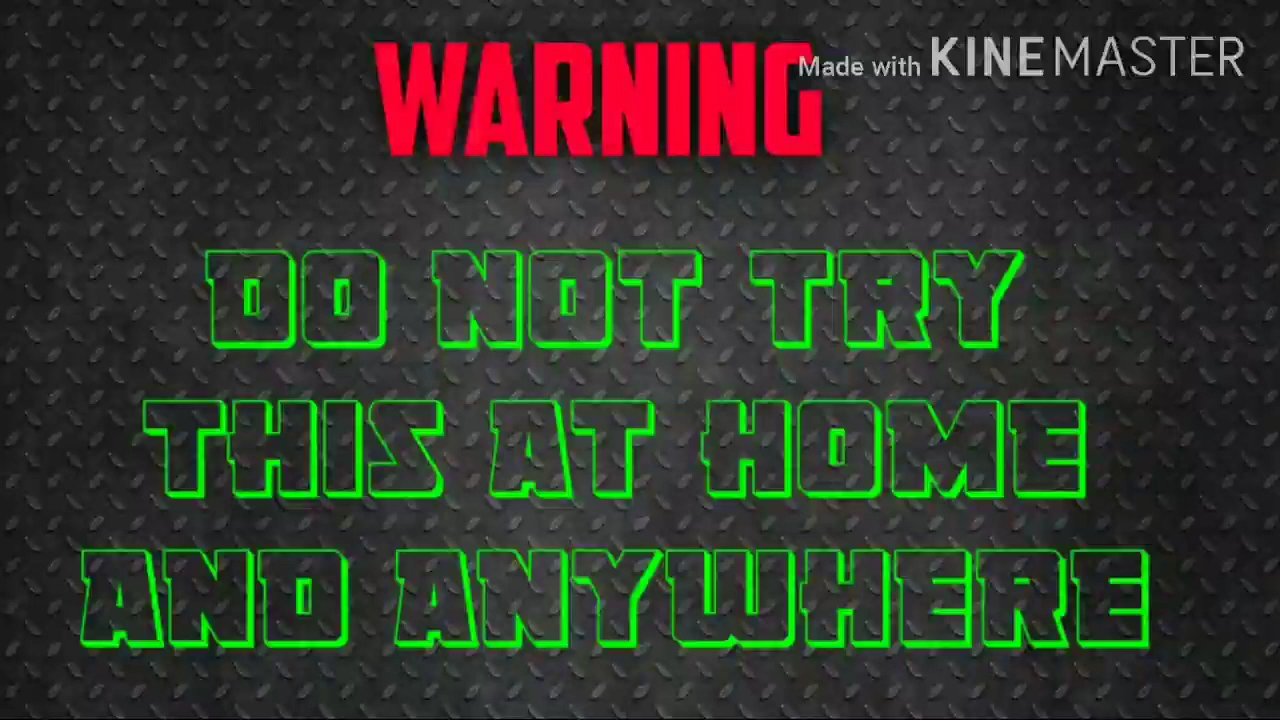 WARNING
Made with KINEMASTER
DO NOT TRY
THIS AT HOME
AND ANYWHERE